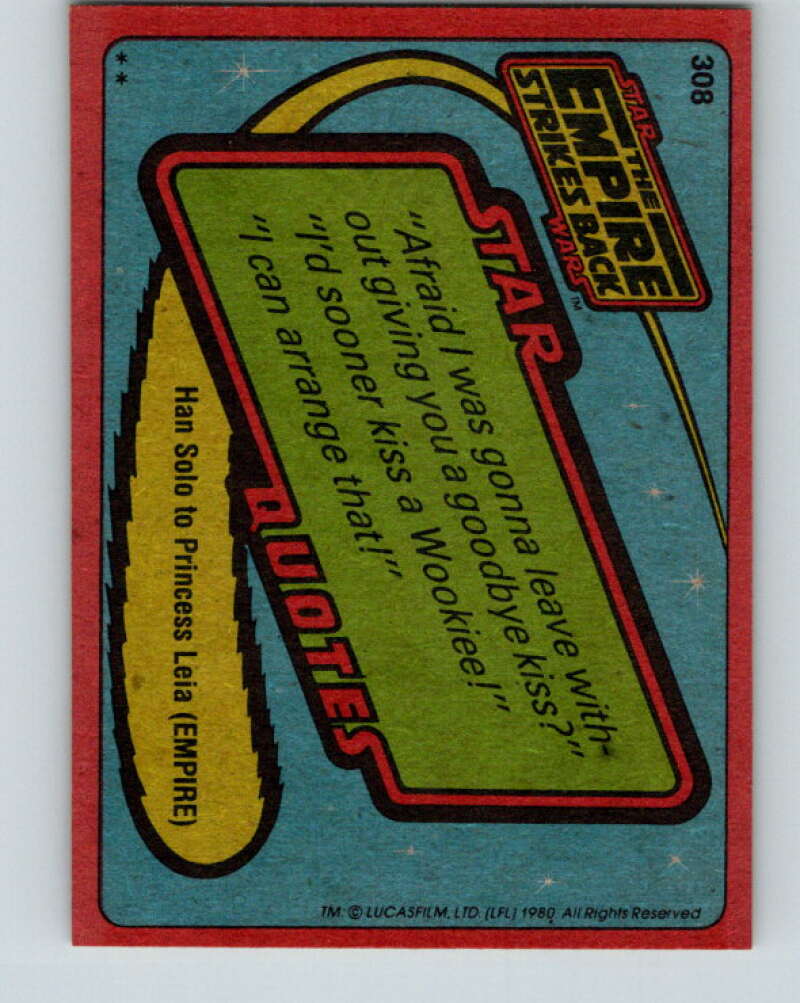 308
STAR
THE
EMPIRE
STRIKES BACK
WARS™
STAR
"Afraid I was gonna leave with-
out giving you a goodbye kiss?"
"I'd sooner kiss a Wookiee!"
"I can arrange that!"
QUOTES
Han Solo to Princess Leia (EMPIRE)
**
TM: © LUCASFILM, LTD. (LFL) 1980. All Rights Reserved